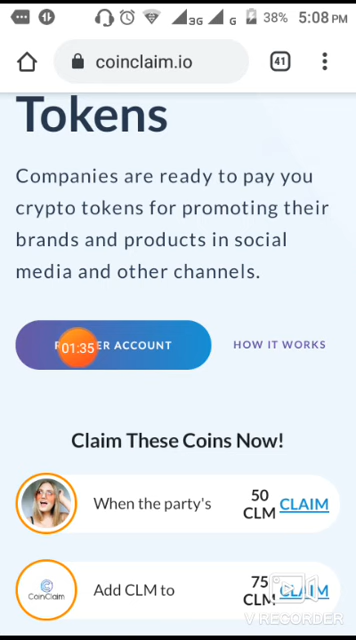 3G G 38% 5:08 PM
coinclaim.io 41
Tokens
Companies are ready to pay you
crypto tokens for promoting their
brands and products in social
media and other channels.
01:35 ER ACCOUNT HOW IT WORKS
Claim These Coins Now!
When the party's 50 CLM CLAIM
CoinClaim Add CLM to 75 CLM CLAIM
V RECORDER